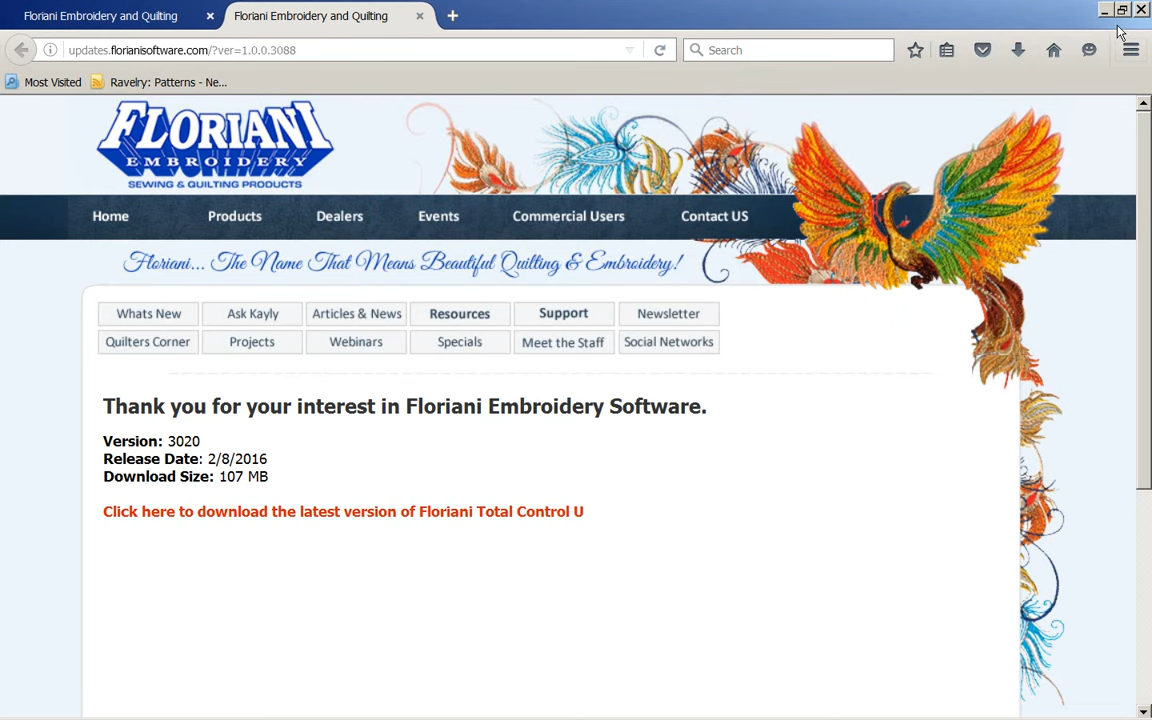 Floriani Embroidery and Quilting
Floriani Embroidery and Quilting
updates.florianisoftware.com/?ver=1.0.0.3088
Search
Most Visited
Ravelry: Patterns - Ne...
FLORIANI
EMBROIDERY
SEWING & QUILTING PRODUCTS
Home Products Dealers Events Commercial Users Contact US
Floriani... The Name That Means Beautiful Quilting & Embroidery!
Whats New Ask Kayly Articles & News Resources Support Newsletter
Quilters Corner Projects Webinars Specials Meet the Staff Social Networks
Thank you for your interest in Floriani Embroidery Software.
Version: 3020
Release Date: 2/8/2016
Download Size: 107 MB
Click here to download the latest version of Floriani Total Control U